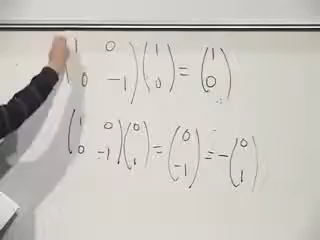 (1 0; 0 -1)(1; 0) = (1; 0)
(1 0; 0 -1)(0; 1) = (0; -1) = -(0; 1)